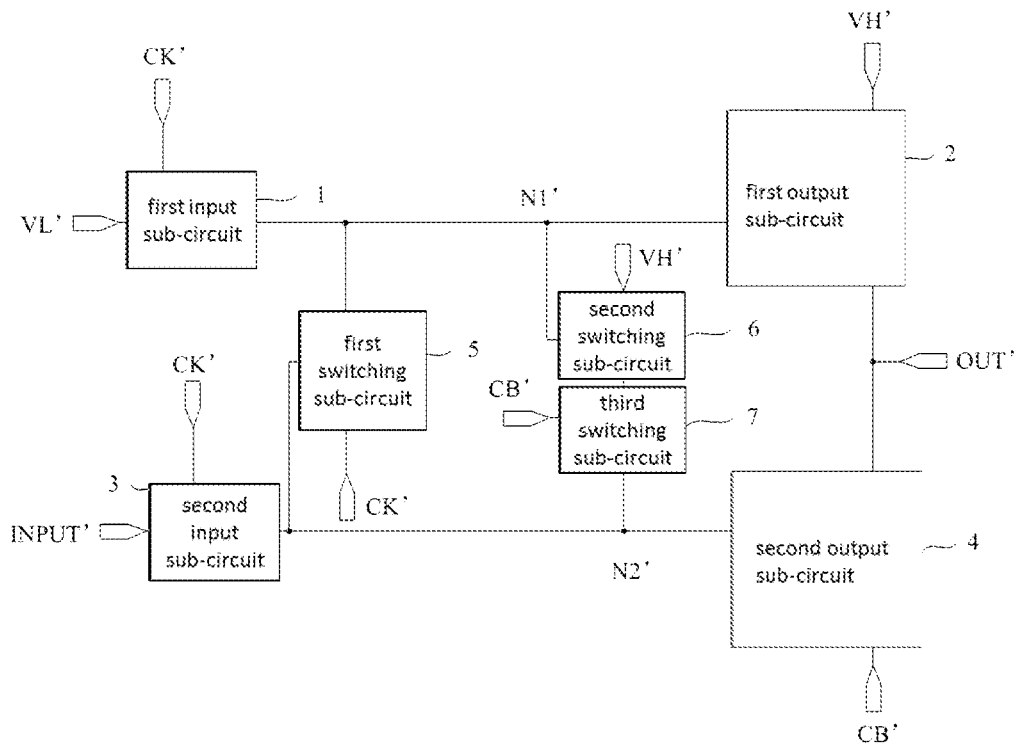 VH’
CK’
2
1
first input
sub-circuit
N1’
first output
sub-circuit
VL’
VH’
second
switching
sub-circuit
6
first
switching
sub-circuit
5
CK’
OUT’
CB’
third
switching
sub-circuit
7
3
second
input
sub-circuit
CK’
INPUT’
second output
sub-circuit
4
N2’
CB’